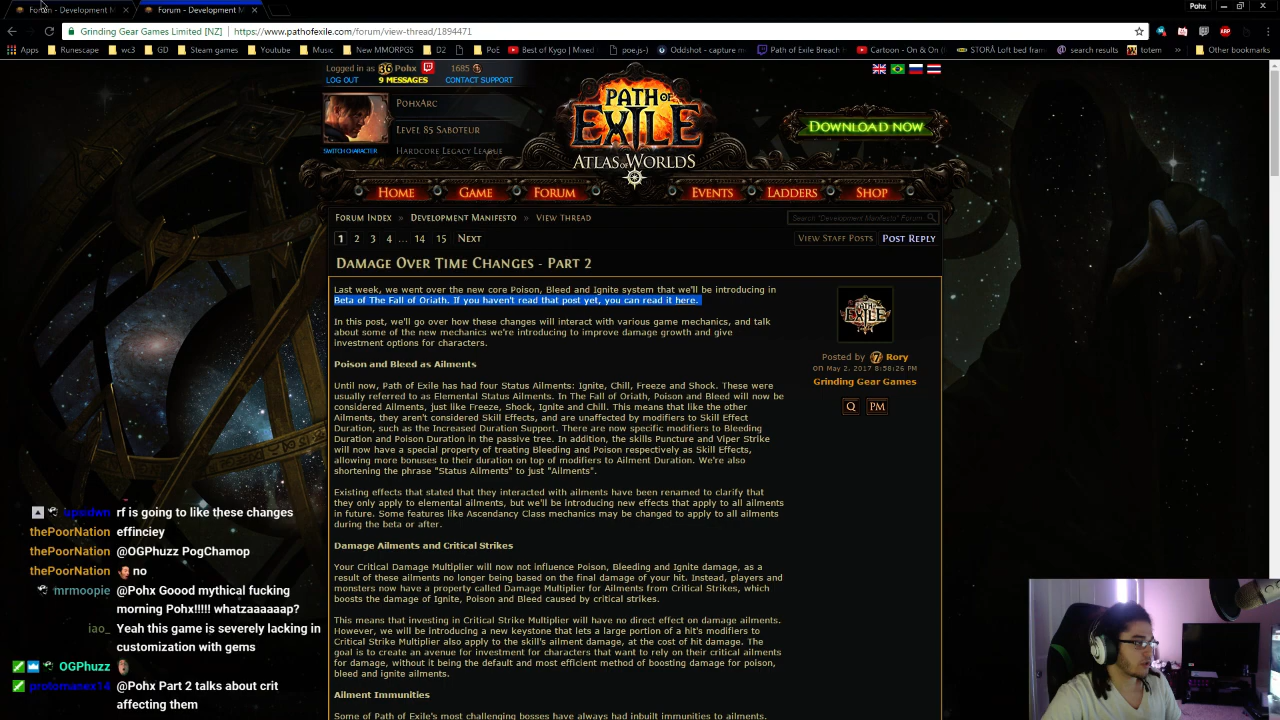 Forum - Development M
Forum - Development M
Pohx
Grinding Gear Games Limited [NZ]
https://www.pathofexile.com/forum/view-thread/1894471
Apps
Runescape
wc3
GD
Steam games
Youtube
Music
New MMORPGS
D2
PoE
Best of Kygo | Mixed
poe.js-)
Oddshot - capture m
Path of Exile Breach
Cartoon - On & On (
STORÅ Loft bed fram
search results
totem
Other bookmarks
Logged in as 36 Pohx
1685
LOG OUT
9 MESSAGES
CONTACT SUPPORT
PohxArc
Level 85 Saboteur
Hardcore Legacy League
SWITCH CHARACTER
PATH OF
EXILE
ATLAS OF WORLDS
DOWNLOAD NOW
Home
Game
Forum
Events
Ladders
Shop
Forum Index » Development Manifesto » View Thread
Search "Development Manifesto" Forum
1 2 3 4 ... 14 15 Next
View Staff Posts
Post Reply
Damage Over Time Changes - Part 2
Last week, we went over the new core Poison, Bleed and Ignite system that we'll be introducing in
Beta of The Fall of Oriath. If you haven't read that post yet, you can read it here.
In this post, we'll go over how these changes will interact with various game mechanics, and talk
about some of the new mechanics we're introducing to improve damage growth and give
investment options for characters.
Poison and Bleed as Ailments
Until now, Path of Exile has had four Status Ailments: Ignite, Chill, Freeze and Shock. These were
usually referred to as Elemental Status Ailments. In The Fall of Oriath, Poison and Bleed will now be
considered Ailments, just like Freeze, Shock, Ignite and Chill. This means that like the other
Ailments, they aren't considered Skill Effects, and are unaffected by modifiers to Skill Effect
Duration, such as the Increased Duration Support. There are now specific modifiers to Bleeding
Duration and Poison Duration in the passive tree. In addition, the skills Puncture and Viper Strike
will now have a special property of treating Bleeding and Poison respectively as Skill Effects,
allowing more bonuses to their duration on top of modifiers to Ailment Duration. We're also
shortening the phrase "Status Ailments" to just "Ailments".
Existing effects that stated that they interacted with ailments have been renamed to clarify that
they only apply to elemental ailments, but we'll be introducing new effects that apply to all ailments
in future. Some features like Ascendancy Class mechanics may be changed to apply to all ailments
during the beta or after.
Damage Ailments and Critical Strikes
Your Critical Damage Multiplier will now not influence Poison, Bleeding and Ignite damage, as a
result of these ailments no longer being based on the final damage of your hit. Instead, players and
monsters now have a property called Damage Multiplier for Ailments from Critical Strikes, which
boosts the damage of Ignite, Poison and Bleed caused by critical strikes.
This means that investing in Critical Strike Multiplier will have no direct effect on damage ailments.
However, we will be introducing a new keystone that lets a large portion of a hit's modifiers to
Critical Strike Multiplier also apply to the skill's ailment damage, at the cost of hit damage. The
goal is to create an avenue for investment for characters that want to rely on their critical ailments
for damage, without it being the default and most efficient method of boosting damage for poison,
bleed and ignite ailments.
Ailment Immunities
Some of Path of Exile's most challenging bosses have always had inbuilt immunities to ailments.
PATH OF
EXILE
Posted by Rory
on May 2, 2017 8:58:26 PM
Grinding Gear Games
Q PM
upsidwn rf is going to like these changes
thePoorNation effinciey
thePoorNation @OGPhuzz PogChamop
thePoorNation no
mrmoopie @Pohx Goood mythical fucking
morning Pohx!!!!! whatzaaaaaap?
iao_ Yeah this game is severely lacking in
customization with gems
OGPhuzz
protomanex14 @Pohx Part 2 talks about crit
affecting them